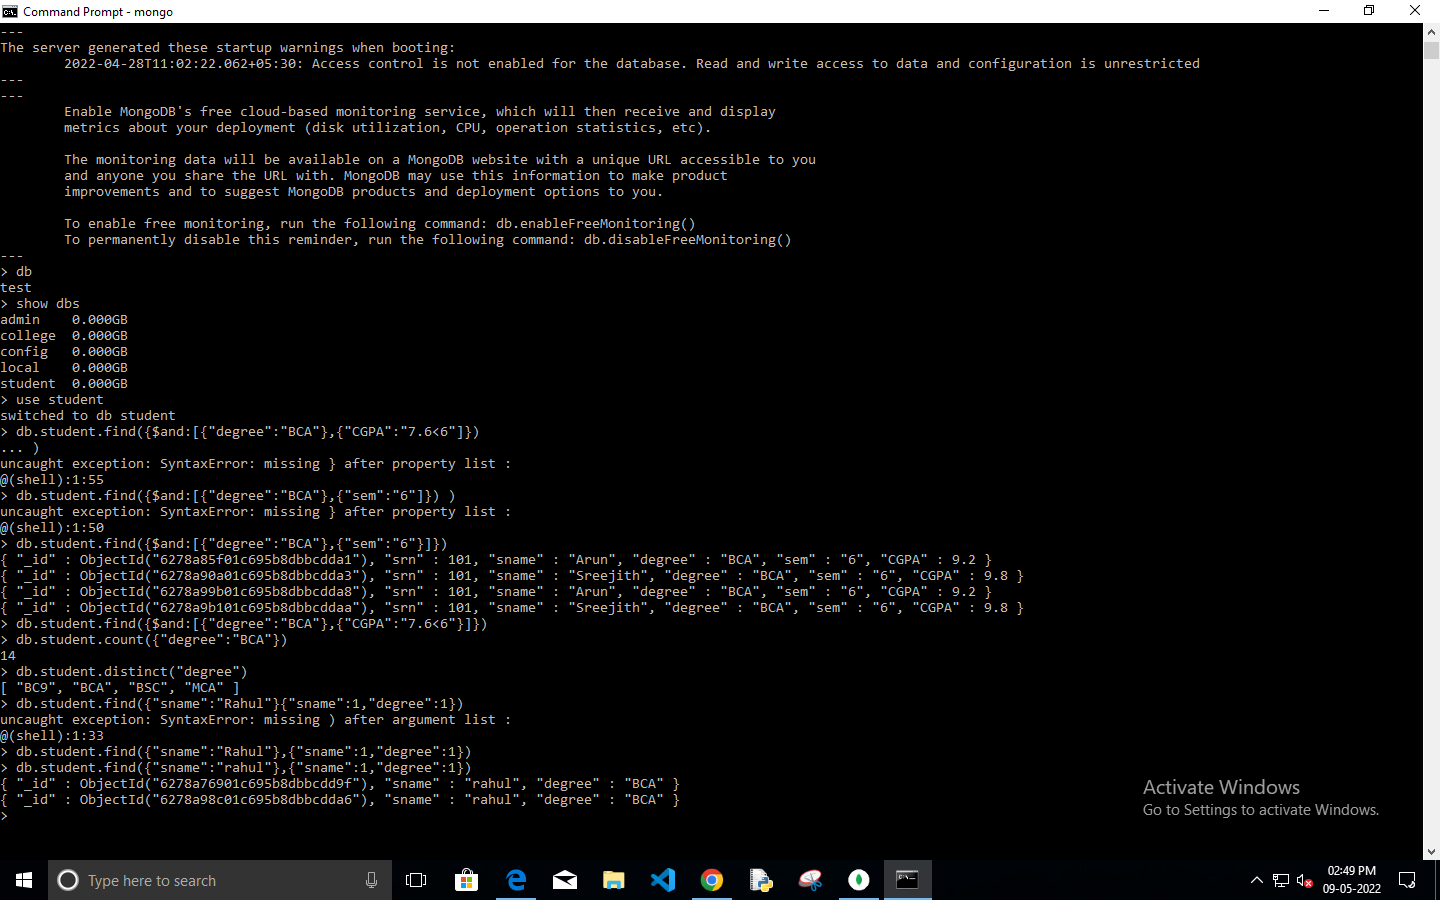 Command Prompt - mongo
---
The server generated these startup warnings when booting:
        2022-04-28T11:02:22.062+05:30: Access control is not enabled for the database. Read and write access to data and configuration is unrestricted
---
---
        Enable MongoDB's free cloud-based monitoring service, which will then receive and display
        metrics about your deployment (disk utilization, CPU, operation statistics, etc).

        The monitoring data will be available on a MongoDB website with a unique URL accessible to you
        and anyone you share the URL with. MongoDB may use this information to make product
        improvements and to suggest MongoDB products and deployment options to you.

        To enable free monitoring, run the following command: db.enableFreeMonitoring()
        To permanently disable this reminder, run the following command: db.disableFreeMonitoring()
---
> db
test
> show dbs
admin    0.000GB
college  0.000GB
config   0.000GB
local    0.000GB
student  0.000GB
> use student
switched to db student
> db.student.find({$and:[{"degree":"BCA"},{"CGPA":"7.6<6"]})
... )
uncaught exception: SyntaxError: missing } after property list :
@(shell):1:55
> db.student.find({$and:[{"degree":"BCA"},{"sem":"6"]}) )
uncaught exception: SyntaxError: missing } after property list :
@(shell):1:50
> db.student.find({$and:[{"degree":"BCA"},{"sem":"6"}]})
{ "_id" : ObjectId("6278a85f01c695b8dbbcdda1"), "srn" : 101, "sname" : "Arun", "degree" : "BCA", "sem" : "6", "CGPA" : 9.2 }
{ "_id" : ObjectId("6278a90a01c695b8dbbcdda3"), "srn" : 101, "sname" : "Sreejith", "degree" : "BCA", "sem" : "6", "CGPA" : 9.8 }
{ "_id" : ObjectId("6278a99b01c695b8dbbcdda8"), "srn" : 101, "sname" : "Arun", "degree" : "BCA", "sem" : "6", "CGPA" : 9.2 }
{ "_id" : ObjectId("6278a9b101c695b8dbbcddaa"), "srn" : 101, "sname" : "Sreejith", "degree" : "BCA", "sem" : "6", "CGPA" : 9.8 }
> db.student.find({$and:[{"degree":"BCA"},{"CGPA":"7.6<6"}]})
> db.student.count({"degree":"BCA"})
14
> db.student.distinct("degree")
[ "BC9", "BCA", "BSC", "MCA" ]
> db.student.find({"sname":"Rahul"}{"sname":1,"degree":1})
uncaught exception: SyntaxError: missing ) after argument list :
@(shell):1:33
> db.student.find({"sname":"Rahul"},{"sname":1,"degree":1})
> db.student.find({"sname":"rahul"},{"sname":1,"degree":1})
{ "_id" : ObjectId("6278a76901c695b8dbbcdd9f"), "sname" : "rahul", "degree" : "BCA" }
{ "_id" : ObjectId("6278a98c01c695b8dbbcdda6"), "sname" : "rahul", "degree" : "BCA" }
>
Activate Windows
Go to Settings to activate Windows.
Type here to search
02:49 PM
09-05-2022